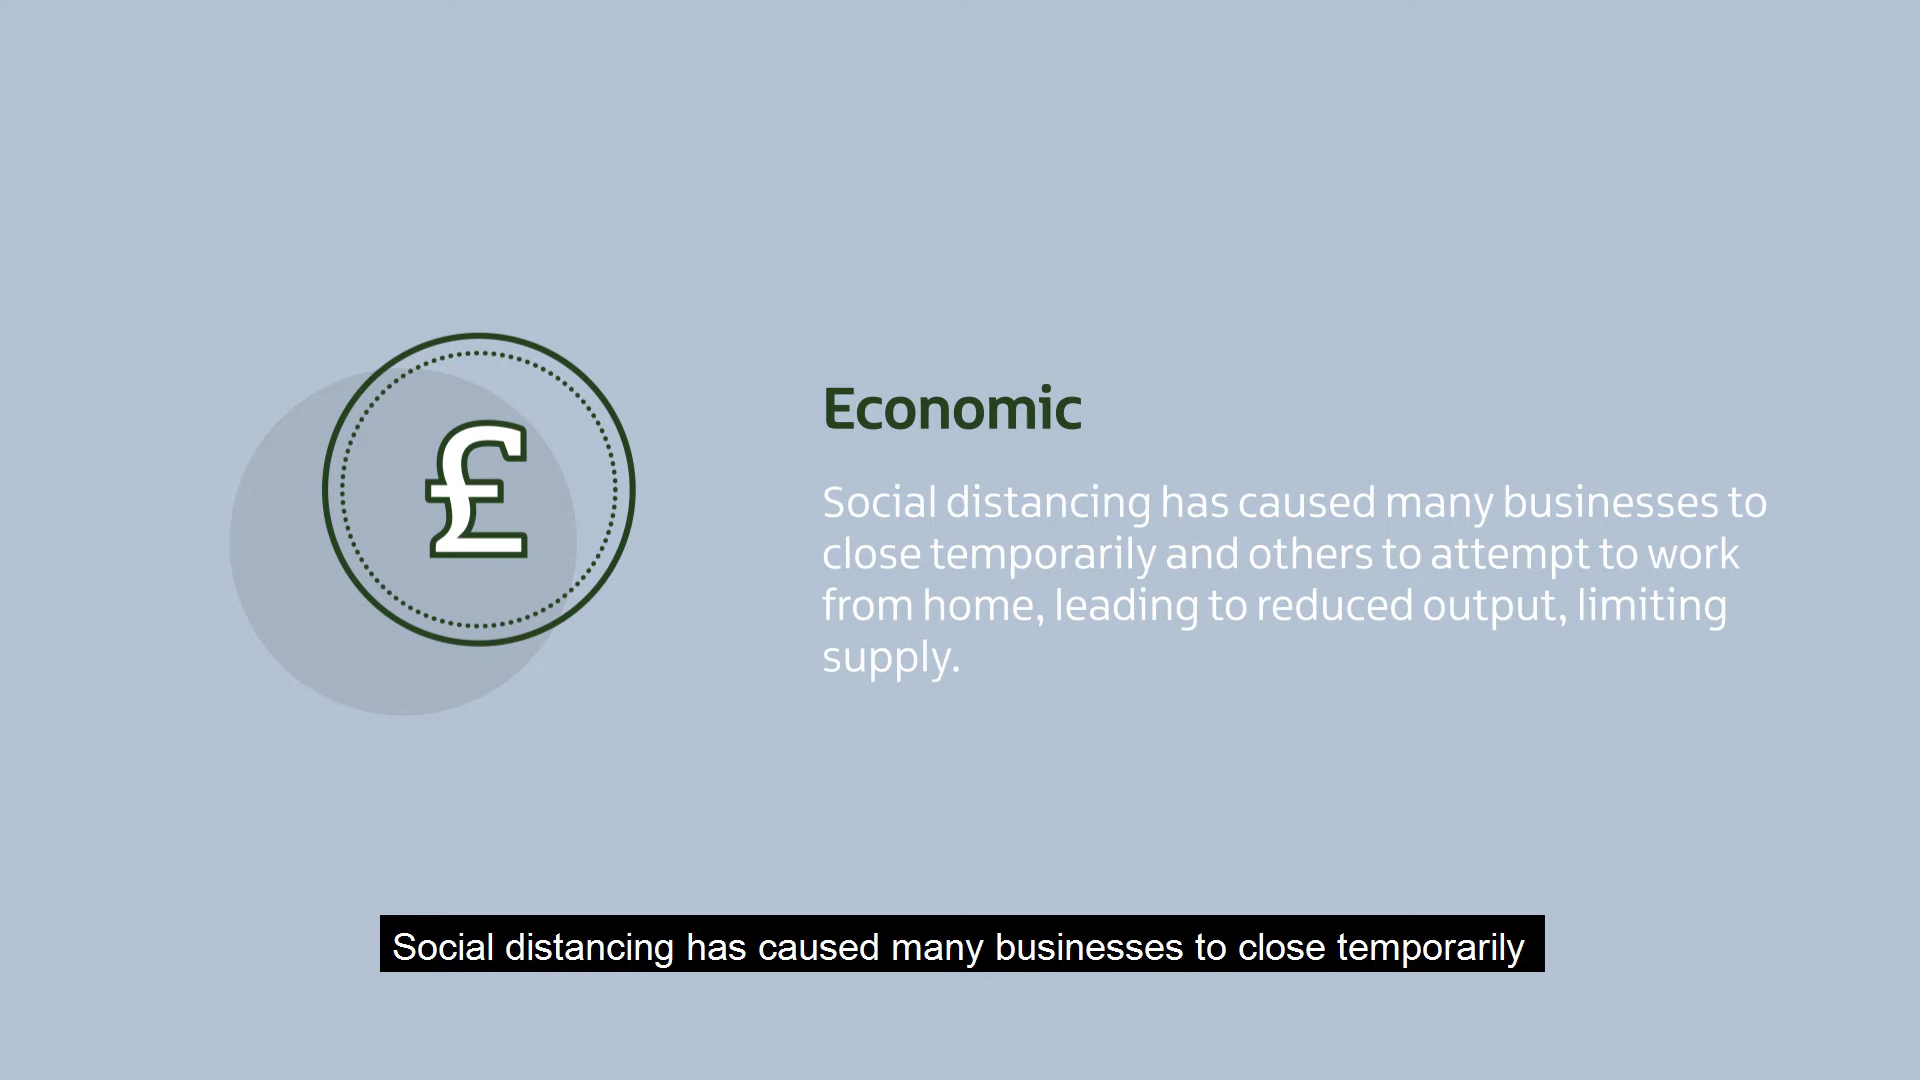 £
Economic
Social distancing has caused many businesses to
close temporarily and others to attempt to work
from home, leading to reduced output, limiting
supply.
Social distancing has caused many businesses to close temporarily